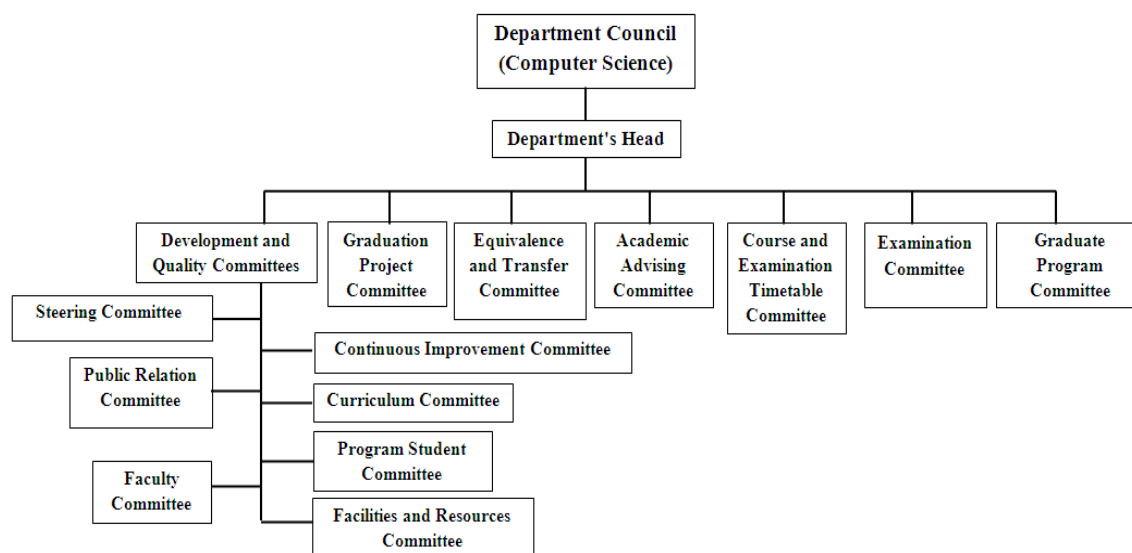 Department Council
(Computer Science)
Department's Head
Development and
Quality Committees
Graduation
Project
Committee
Equivalence
and Transfer
Committee
Academic
Advising
Committee
Course and
Examination
Timetable
Committee
Examination
Committee
Graduate
Program
Committee
Steering Committee
Continuous Improvement Committee
Public Relation
Committee
Curriculum Committee
Program Student
Committee
Faculty
Committee
Facilities and Resources
Committee